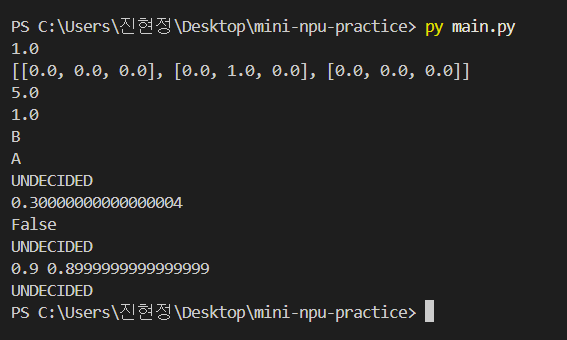 PS C:\Users\진현정\Desktop\mini-npu-practice> py main.py
1.0
[[0.0, 0.0, 0.0], [0.0, 1.0, 0.0], [0.0, 0.0, 0.0]]
5.0
1.0
B
A
UNDECIDED
0.30000000000000004
False
UNDECIDED
0.9 0.8999999999999999
UNDECIDED
PS C:\Users\진현정\Desktop\mini-npu-practice>